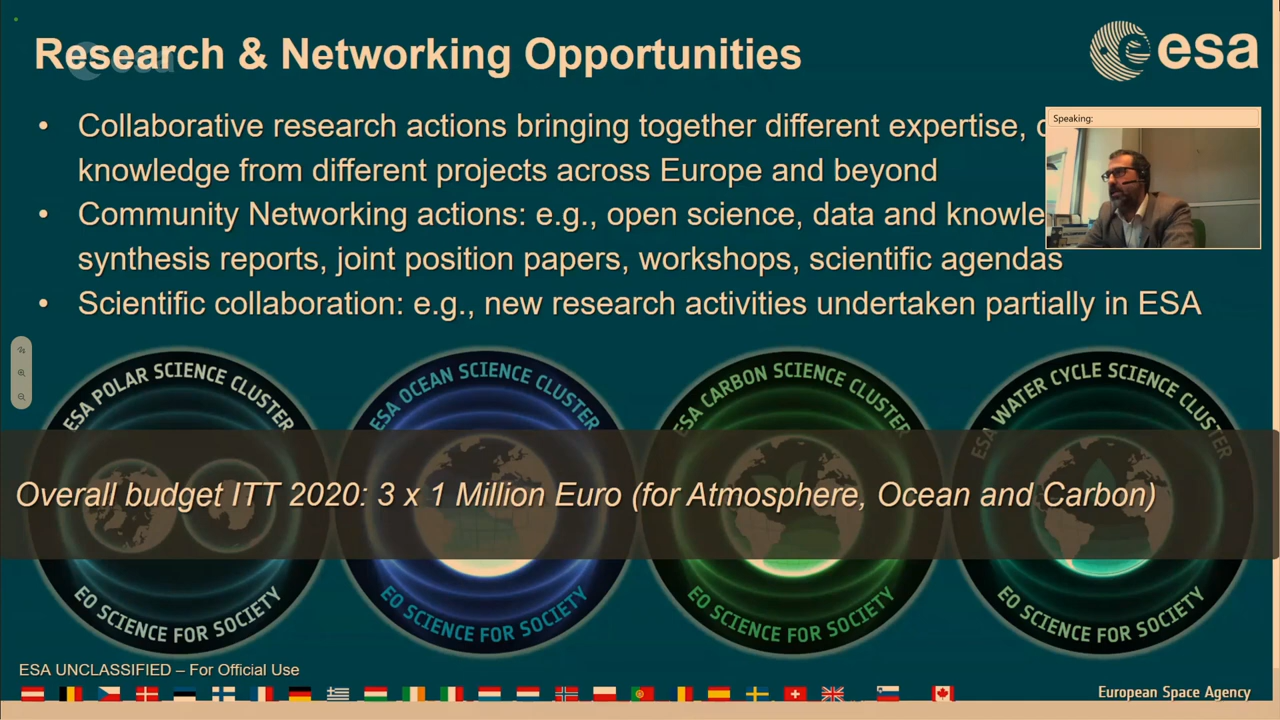 Research & Networking Opportunities
esa
Speaking:
• Collaborative research actions bringing together different expertise,
knowledge from different projects across Europe and beyond
• Community Networking actions: e.g., open science, data and
synthesis reports, joint position papers, workshops, scientific agendas
• Scientific collaboration: e.g., new research activities undertaken partially in ESA
ESA POLAR SCIENCE CLUSTER
ESA OCEAN SCIENCE CLUSTER
ESA CARBON SCIENCE CLUSTER
ESA WATER CYCLE SCIENCE CLUSTER
Overall budget ITT 2020: 3 x 1 Million Euro (for Atmosphere, Ocean and Carbon)
EO SCIENCE FOR SOCIETY
EO SCIENCE FOR SOCIETY
EO SCIENCE FOR SOCIETY
EO SCIENCE FOR SOCIETY
ESA UNCLASSIFIED – For Official Use
European Space Agency